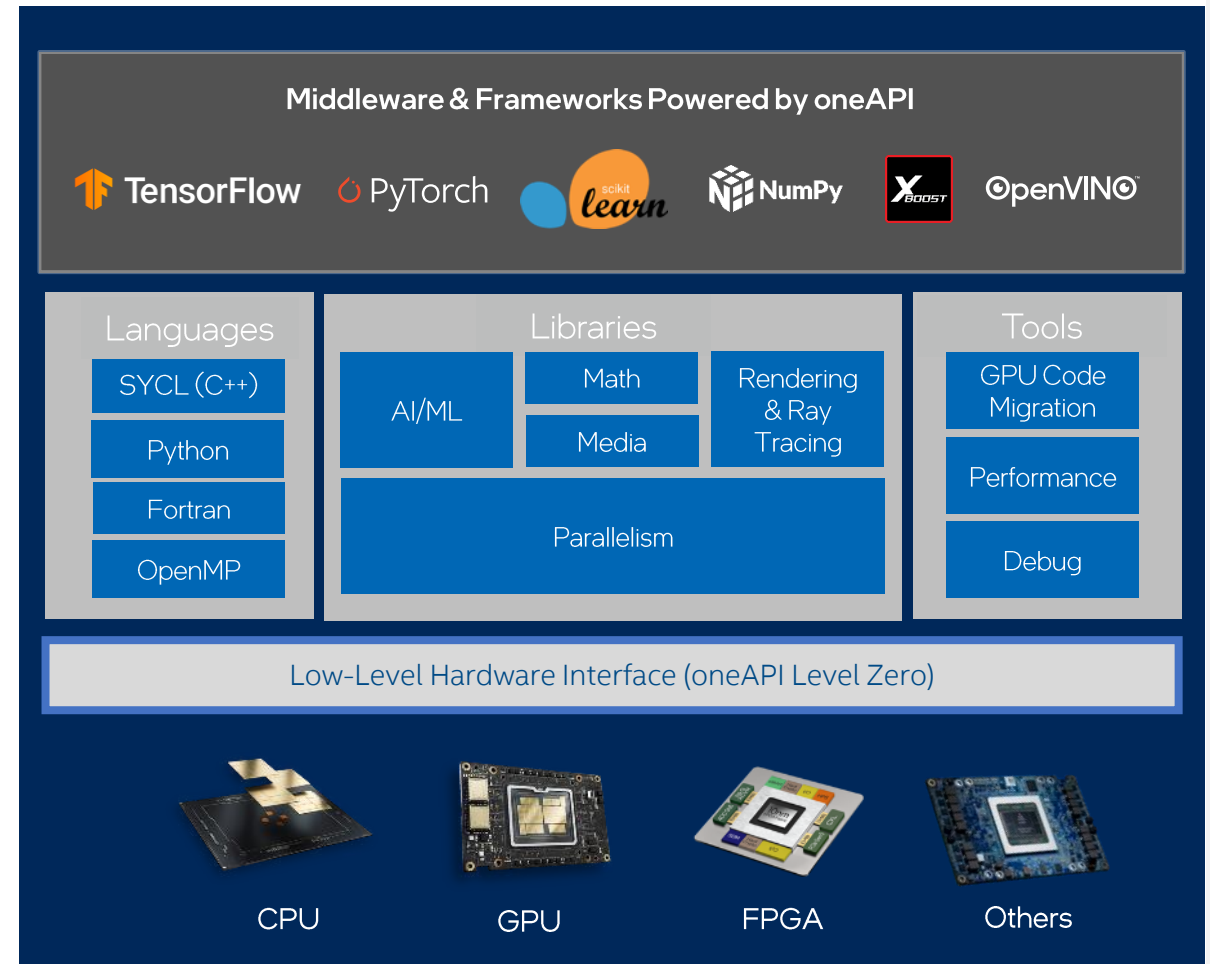 Middleware & Frameworks Powered by oneAPI
TensorFlow
PyTorch
scikit
learn
NumPy
XBOOST
OpenVINO™
Languages
SYCL (C++)
Python
Fortran
OpenMP
Libraries
AI/ML
Math
Media
Rendering
& Ray
Tracing
Parallelism
Tools
GPU Code
Migration
Performance
Debug
Low-Level Hardware Interface (oneAPI Level Zero)
CPU
GPU
FPGA
Others